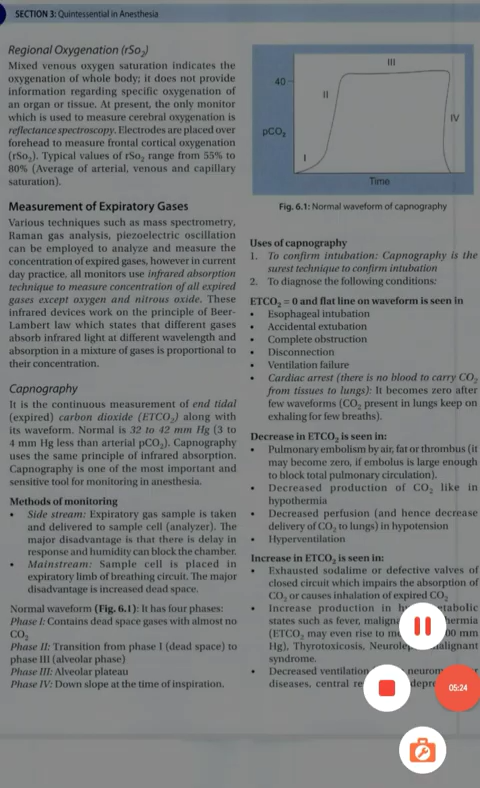 SECTION 3: Quintessential in Anesthesia
Regional Oxygenation (rSo₂)
Mixed venous oxygen saturation indicates the
oxygenation of whole body; it does not provide
information regarding specific oxygenation of
an organ or tissue. At present, the only monitor
which is used to measure cerebral oxygenation is
reflectance spectroscopy. Electrodes are placed over
forehead to measure frontal cortical oxygenation
(rSo₂). Typical values of rSo₂ range from 55% to
80% (Average of arterial, venous and capillary
saturation).
Measurement of Expiratory Gases
Various techniques such as mass spectrometry,
Raman gas analysis, piezoelectric oscillation
can be employed to analyze and measure the
concentration of expired gases, however in current
day practice, all monitors use infrared absorption
technique to measure concentration of all expired
gases except oxygen and nitrous oxide. These
infrared devices work on the principle of Beer-
Lambert law which states that different gases
absorb infrared light at different wavelength and
absorption in a mixture of gases is proportional to
their concentration.
Capnography
It is the continuous measurement of end tidal
(expired) carbon dioxide (ETCO₂) along with
its waveform. Normal is 32 to 42 mm Hg (3 to
4 mm Hg less than arterial pCO₂). Capnography
uses the same principle of infrared absorption.
Capnography is one of the most important and
sensitive tool for monitoring in anesthesia.
Methods of monitoring
• Side stream: Expiratory gas sample is taken
and delivered to sample cell (analyzer). The
major disadvantage is that there is delay in
response and humidity can block the chamber.
• Mainstream: Sample cell is placed in
expiratory limb of breathing circuit. The major
disadvantage is increased dead space.
Normal waveform (Fig. 6.1): It has four phases:
Phase I: Contains dead space gases with almost no
CO₂
Phase II: Transition from phase I (dead space) to
phase III (alveolar phase)
Phase III: Alveolar plateau
Phase IV: Down slope at the time of inspiration.
III
40
II
IV
pCO₂
I
Time
Fig. 6.1: Normal waveform of capnography
Uses of capnography
1. To confirm intubation: Capnography is the
surest technique to confirm intubation
2. To diagnose the following conditions:
ETCO₂ = 0 and flat line on waveform is seen in
• Esophageal intubation
• Accidental extubation
• Complete obstruction
• Disconnection
• Ventilation failure
• Cardiac arrest (there is no blood to carry CO₂
from tissues to lungs): It becomes zero after
few waveforms (CO₂ present in lungs keep on
exhaling for few breaths).
Decrease in ETCO₂ is seen in:
• Pulmonary embolism by air, fat or thrombus (it
may become zero, if embolus is large enough
to block total pulmonary circulation).
• Decreased production of CO₂ like in
hypothermia
• Decreased perfusion (and hence decrease
delivery of CO₂ to lungs) in hypotension
• Hyperventilation
Increase in ETCO₂ is seen in:
• Exhausted sodalime or defective valves of
closed circuit which impairs the absorption of
CO₂ or causes inhalation of expired CO₂
• Increase production in
states such as fever,
(ETCO₂ may even rise to mm
Hg), Thyrotoxicosis,
syndrome.
• Decreased ventilation
diseases, central
05:24